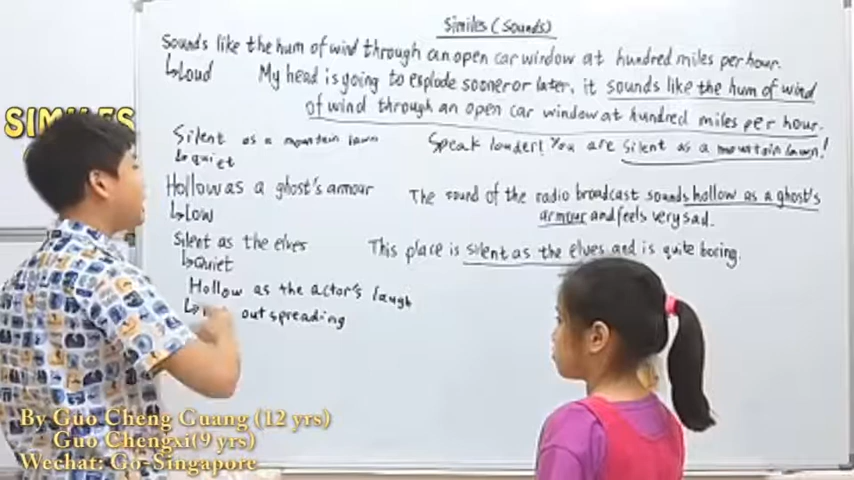 Similes (Sounds)
Sounds like the hum of wind through an open car window at hundred miles per hour.
↳Loud My head is going to explode sooner or later, it sounds like the hum of wind
of wind through an open car window at hundred miles per hour.
Silent as a mountain lawn Speak louder! You are silent as a mountain lawn!
↳quiet
Hollow as a ghost's armour The sound of the radio broadcast sounds hollow as a ghost's
↳Low armour and feels very sad.
Silent as the elves This place is silent as the elves and is quite boring.
↳Quiet
Hollow as the actor's laugh
↳ outspreading
SIMILES
By Guo Cheng Guang (12 yrs)
Guo Chengxi(9 yrs)
Wechat: Go-Singapore